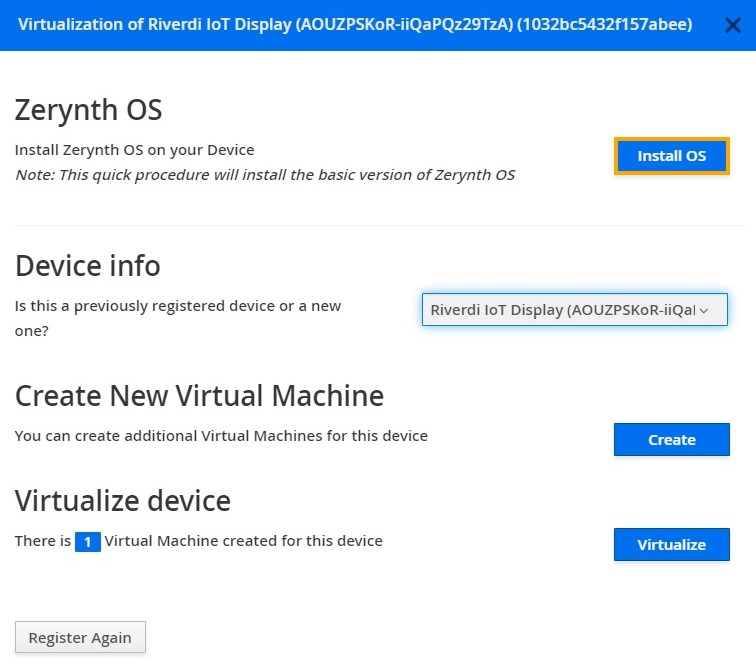 Virtualization of Riverdi IoT Display (AOUZPSKoR-iiQaPQz29TzA) (1032bc5432f157abee)
Zerynth OS
Install Zerynth OS on your Device
Install OS
Note: This quick procedure will install the basic version of Zerynth OS
Device info
Is this a previously registered device or a new
one?
Riverdi IoT Display (AOUZPSKoR-iiQa
Create New Virtual Machine
You can create additional Virtual Machines for this device
Create
Virtualize device
There is 1 Virtual Machine created for this device
Virtualize
Register Again